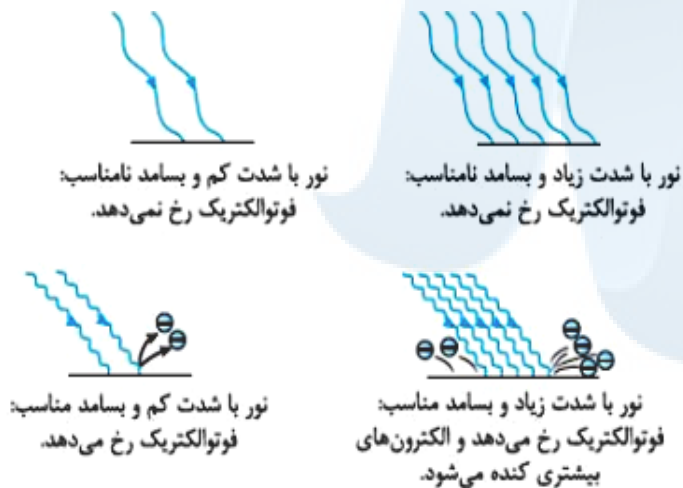 نور با شدت زیاد و بسامد نامناسب:
فوتوالکتریک رخ نمی‌دهد.
نور با شدت کم و بسامد نامناسب:
فوتوالکتریک رخ نمی‌دهد.
نور با شدت زیاد و بسامد مناسب:
فوتوالکتریک رخ می‌دهد و الکترون‌های
بیشتری کنده می‌شود.
نور با شدت کم و بسامد مناسب:
فوتوالکتریک رخ می‌دهد.